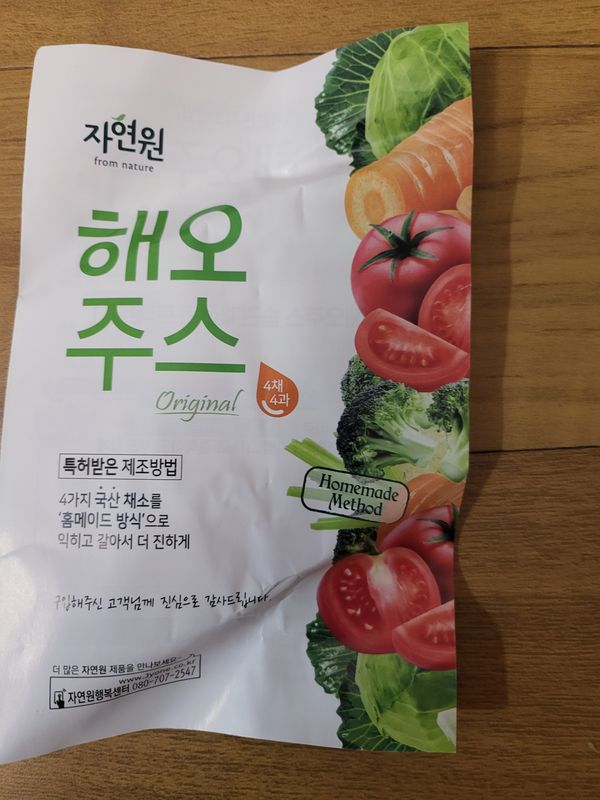 자연원
from nature
해오
주스
Original
4채
4과
특허받은 제조방법
4가지 국산 채소를
'홈메이드 방식'으로
익히고 갈아서 더 진하게
Homemade
Method
구입해주신 고객님께 진심으로 감사드립니다.
더 많은 자연원 제품을 만나보세요
www.jyone.co.kr
자연원행복센터 080-707-2547